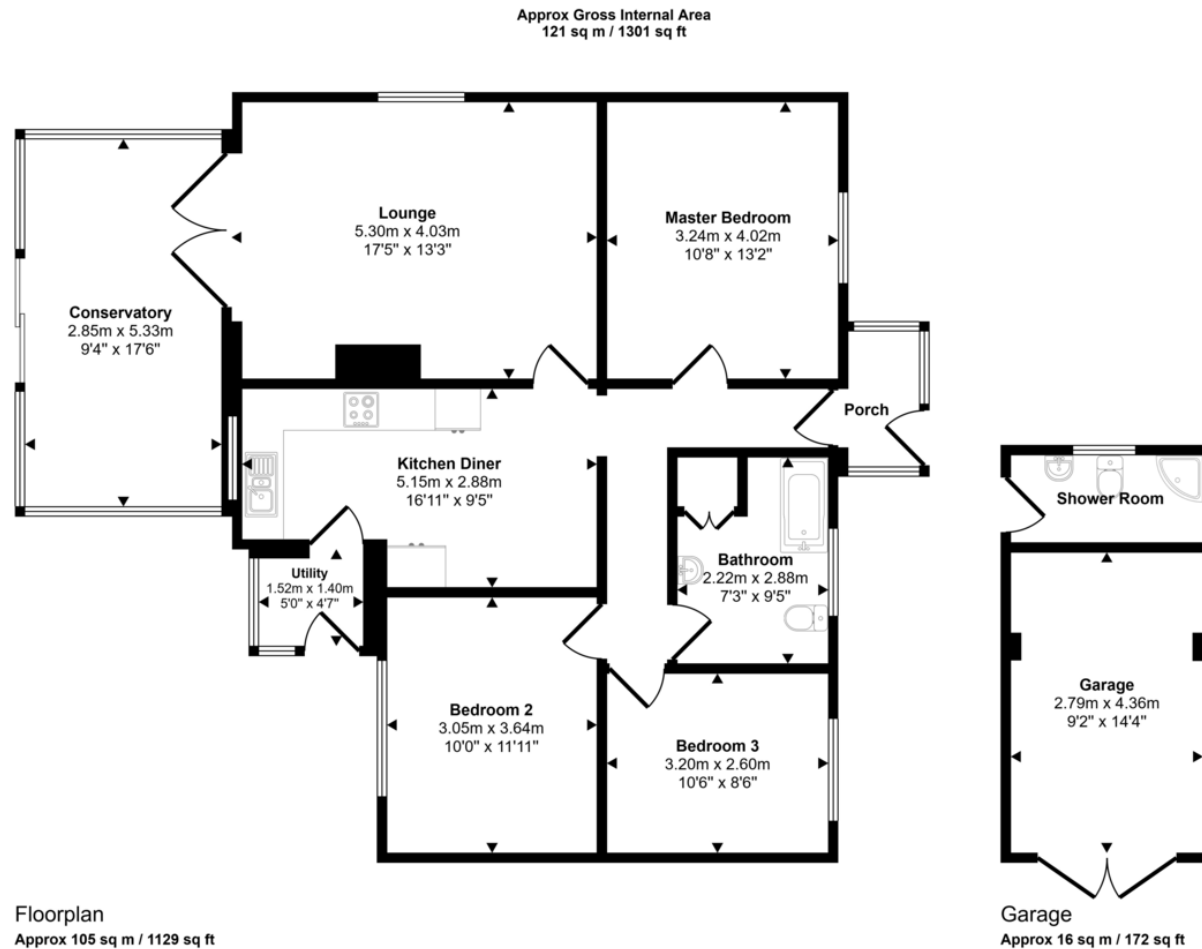 Approx Gross Internal Area
121 sq m / 1301 sq ft
Lounge
5.30m x 4.03m
17'5" x 13'3"
Master Bedroom
3.24m x 4.02m
10'8" x 13'2"
Conservatory
2.85m x 5.33m
9'4" x 17'6"
Porch
Kitchen Diner
5.15m x 2.88m
16'11" x 9'5"
Shower Room
Utility
1.52m x 1.40m
5'0" x 4'7"
Bathroom
2.22m x 2.88m
7'3" x 9'5"
Bedroom 2
3.05m x 3.64m
10'0" x 11'11"
Bedroom 3
3.20m x 2.60m
10'6" x 8'6"
Garage
2.79m x 4.36m
9'2" x 14'4"
Floorplan
Approx 105 sq m / 1129 sq ft
Garage
Approx 16 sq m / 172 sq ft